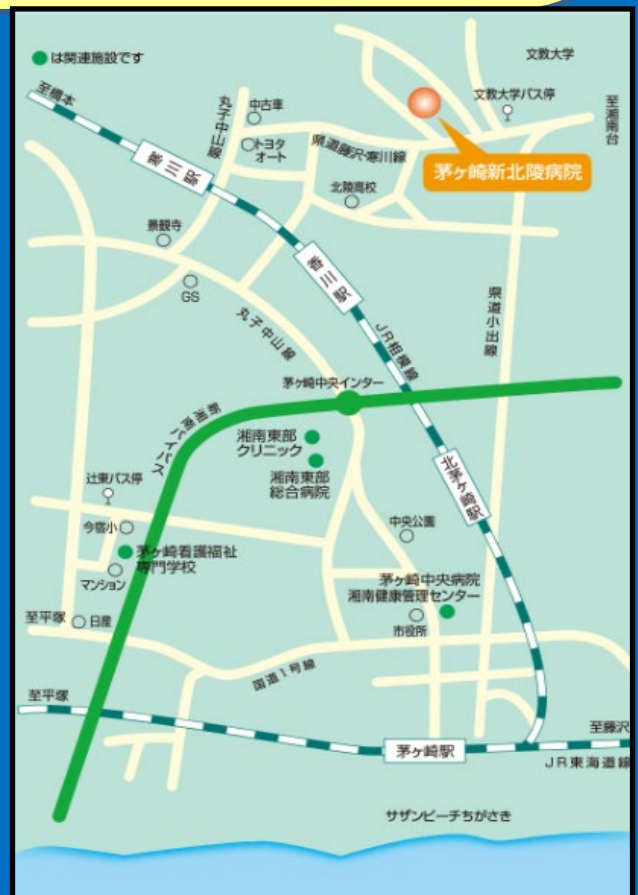 ●は関連施設です
文教大学
至橋本
丸子中山線
中古車
文教大学バス停
至湘南台
寒川駅
トヨタ
オート
県道藤沢・寒川線
茅ヶ崎新北陵病院
北陵高校
景観寺
香川駅
GS
丸子中山線
JR相模線
県道小出線
茅ヶ崎中央インター
新湘南バイパス
湘南東部
クリニック
湘南東部
総合病院
北茅ヶ崎駅
辻東バス停
今宿小
中央公園
茅ヶ崎看護福祉
専門学校
マンション
茅ヶ崎中央病院
湘南健康管理センター
至平塚
日産
市役所
国道1号線
至平塚
至藤沢
茅ヶ崎駅
JR東海道線
サザンビーチちがさき